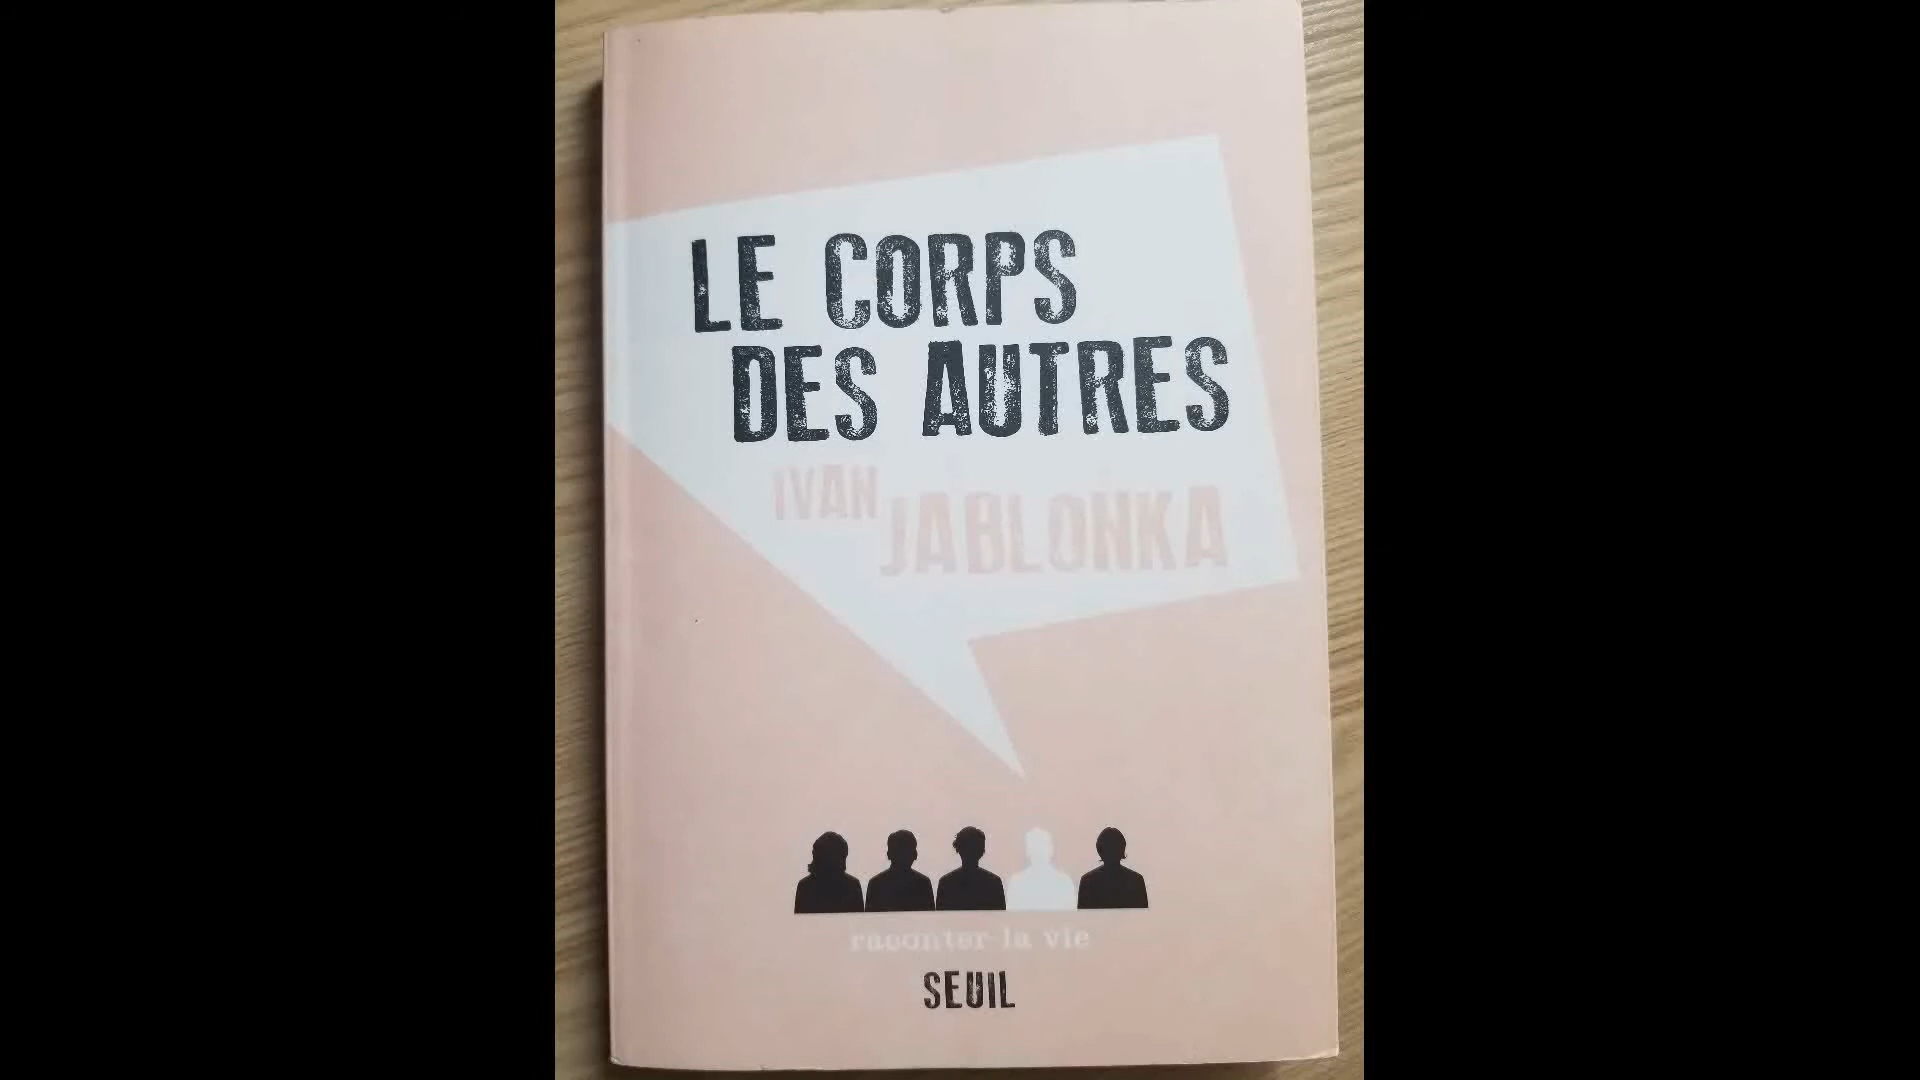 LE CORPS
DES AUTRES
IVAN JABLONKA
raconter la vie
SEUIL